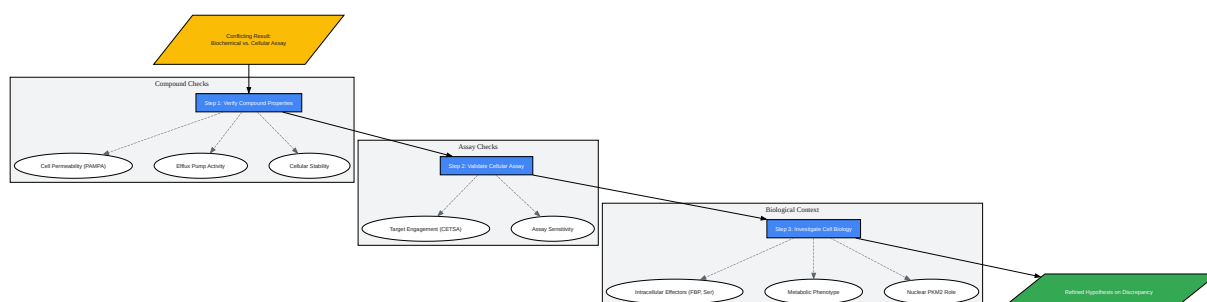 Conflicting Result:
Biochemical vs. Cellular Assay
Compound Checks
Step 1: Verify Compound Properties
Cell Permeability (PAMPA)
Efflux Pump Activity
Cellular Stability
Assay Checks
Step 2: Validate Cellular Assay
Target Engagement (CETSA)
Assay Sensitivity
Biological Context
Step 3: Investigate Cell Biology
Intracellular Effectors (FBP, Ser)
Metabolic Phenotype
Nuclear PKM2 Role
Refined Hypothesis on Discrepancy